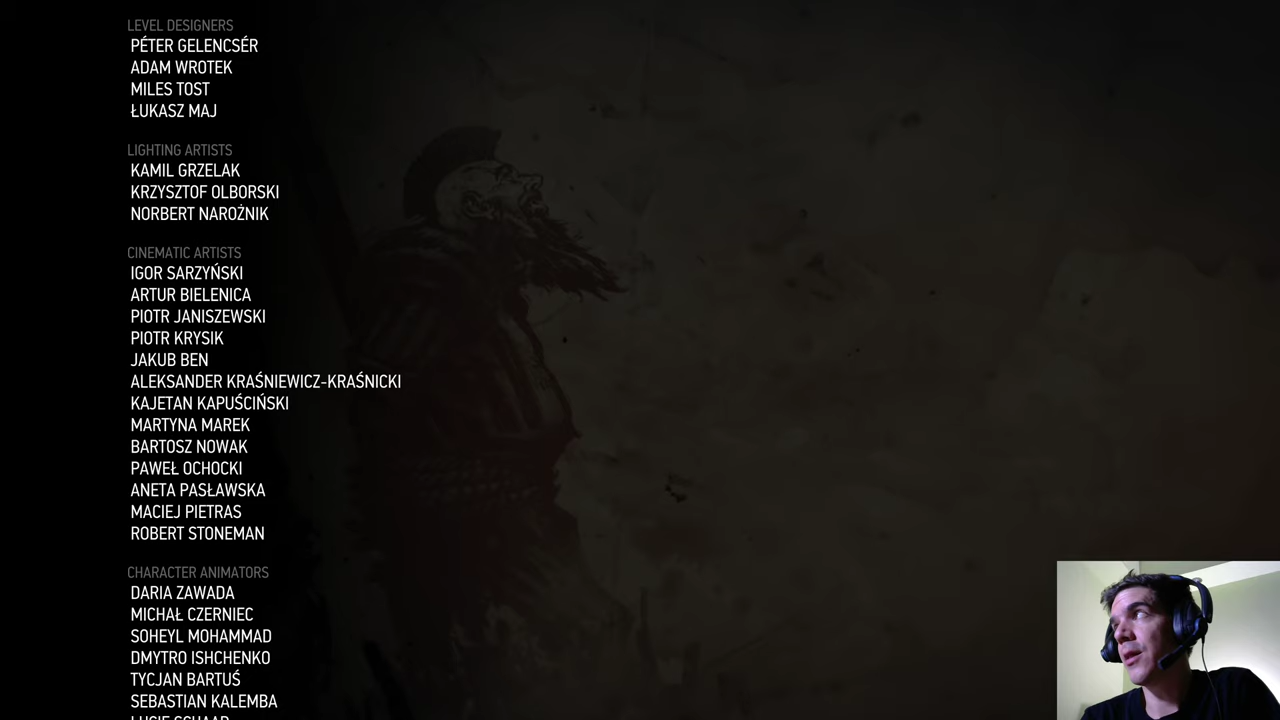 LEVEL DESIGNERS
PÉTER GELENCSÉR
ADAM WROTEK
MILES TOST
ŁUKASZ MAJ
LIGHTING ARTISTS
KAMIL GRZELAK
KRZYSZTOF OLBORSKI
NORBERT NAROŻNIK
CINEMATIC ARTISTS
IGOR SARZYŃSKI
ARTUR BIELENICA
PIOTR JANISZEWSKI
PIOTR KRYSIK
JAKUB BEN
ALEKSANDER KRAŚNIEWICZ-KRAŚNICKI
KAJETAN KAPUŚCIŃSKI
MARTYNA MAREK
BARTOSZ NOWAK
PAWEŁ OCHOCKI
ANETA PASŁAWSKA
MACIEJ PIETRAS
ROBERT STONEMAN
CHARACTER ANIMATORS
DARIA ZAWADA
MICHAŁ CZERNIEC
SOHEYL MOHAMMAD
DMYTRO ISHCHENKO
TYCJAN BARTUŚ
SEBASTIAN KALEMBA
LUCIE SCHAAR